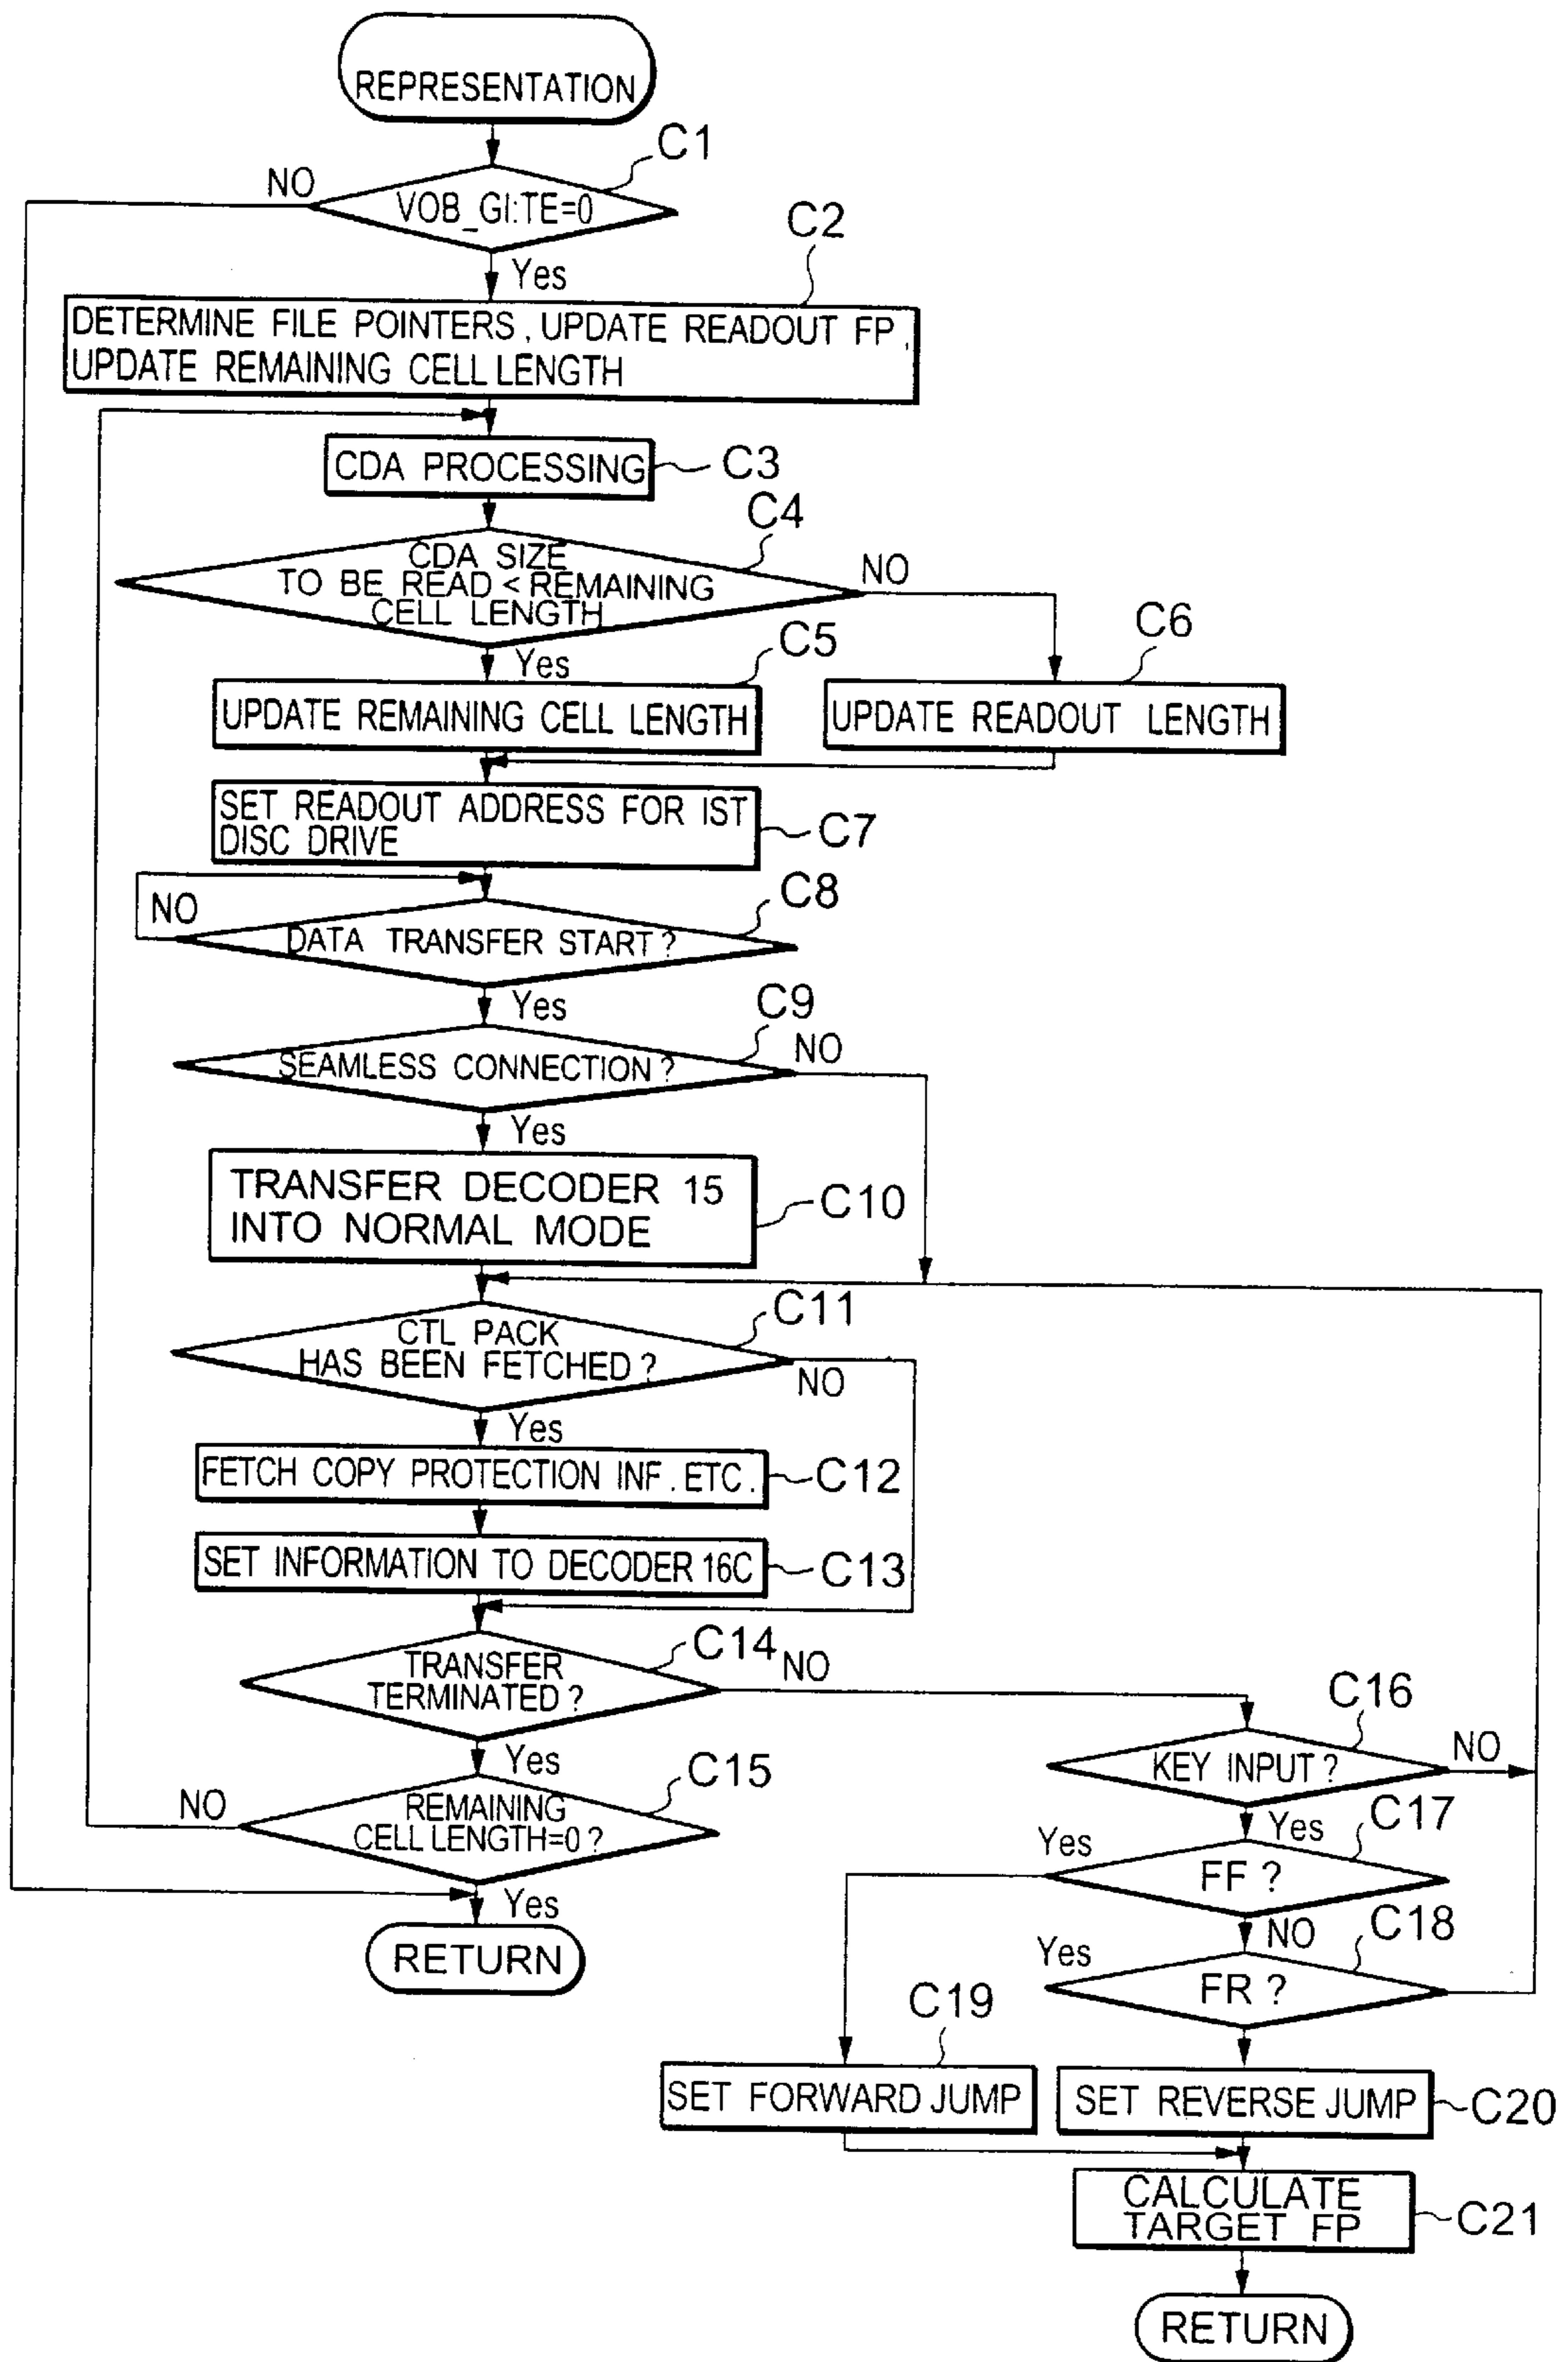 REPRESENTATION
C1
NO
VOB_GI:TE=0
C2
Yes
DETERMINE FILE POINTERS, UPDATE READOUT FP,
UPDATE REMAINING CELL LENGTH
CDA PROCESSING
C3
C4
CDA SIZE
TO BE READ < REMAINING
CELL LENGTH
NO
C5
C6
Yes
UPDATE REMAINING CELL LENGTH
UPDATE READOUT LENGTH
SET READOUT ADDRESS FOR IST
DISC DRIVE
C7
C8
NO
DATA TRANSFER START ?
Yes
C9
NO
SEAMLESS CONNECTION ?
Yes
TRANSFER DECODER 15
INTO NORMAL MODE
C10
C11
CTL PACK
HAS BEEN FETCHED ?
NO
Yes
FETCH COPY PROTECTION INF. ETC.
C12
SET INFORMATION TO DECODER 16C
C13
C14
TRANSFER
TERMINATED ?
NO
C16
Yes
KEY INPUT ?
NO
C15
NO
REMAINING
CELL LENGTH=0 ?
Yes
C17
Yes
FF ?
Yes
RETURN
NO
C18
Yes
FR ?
C19
SET FORWARD JUMP
SET REVERSE JUMP
C20
CALCULATE
TARGET FP
C21
RETURN